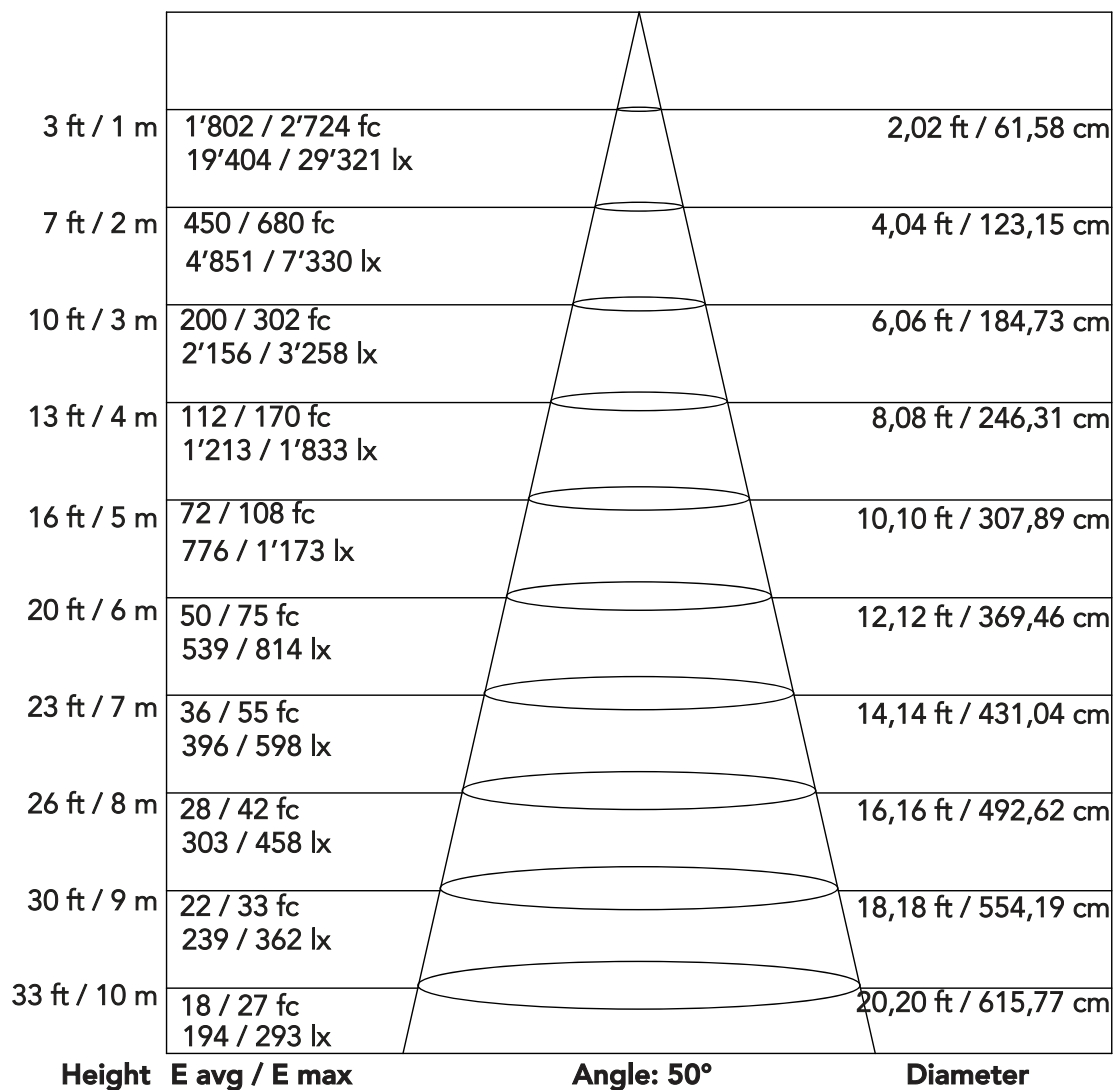 3 ft / 1 m 1’802 / 2’724 fc 2,02 ft / 61,58 cm
19’404 / 29’321 lx
7 ft / 2 m 450 / 680 fc 4,04 ft / 123,15 cm
4’851 / 7’330 lx
10 ft / 3 m 200 / 302 fc 6,06 ft / 184,73 cm
2’156 / 3’258 lx
13 ft / 4 m 112 / 170 fc 8,08 ft / 246,31 cm
1’213 / 1’833 lx
16 ft / 5 m 72 / 108 fc 10,10 ft / 307,89 cm
776 / 1’173 lx
20 ft / 6 m 50 / 75 fc 12,12 ft / 369,46 cm
539 / 814 lx
23 ft / 7 m 36 / 55 fc 14,14 ft / 431,04 cm
396 / 598 lx
26 ft / 8 m 28 / 42 fc 16,16 ft / 492,62 cm
303 / 458 lx
30 ft / 9 m 22 / 33 fc 18,18 ft / 554,19 cm
239 / 362 lx
33 ft / 10 m 18 / 27 fc 20,20 ft / 615,77 cm
194 / 293 lx
Height E avg / E max Angle: 50° Diameter